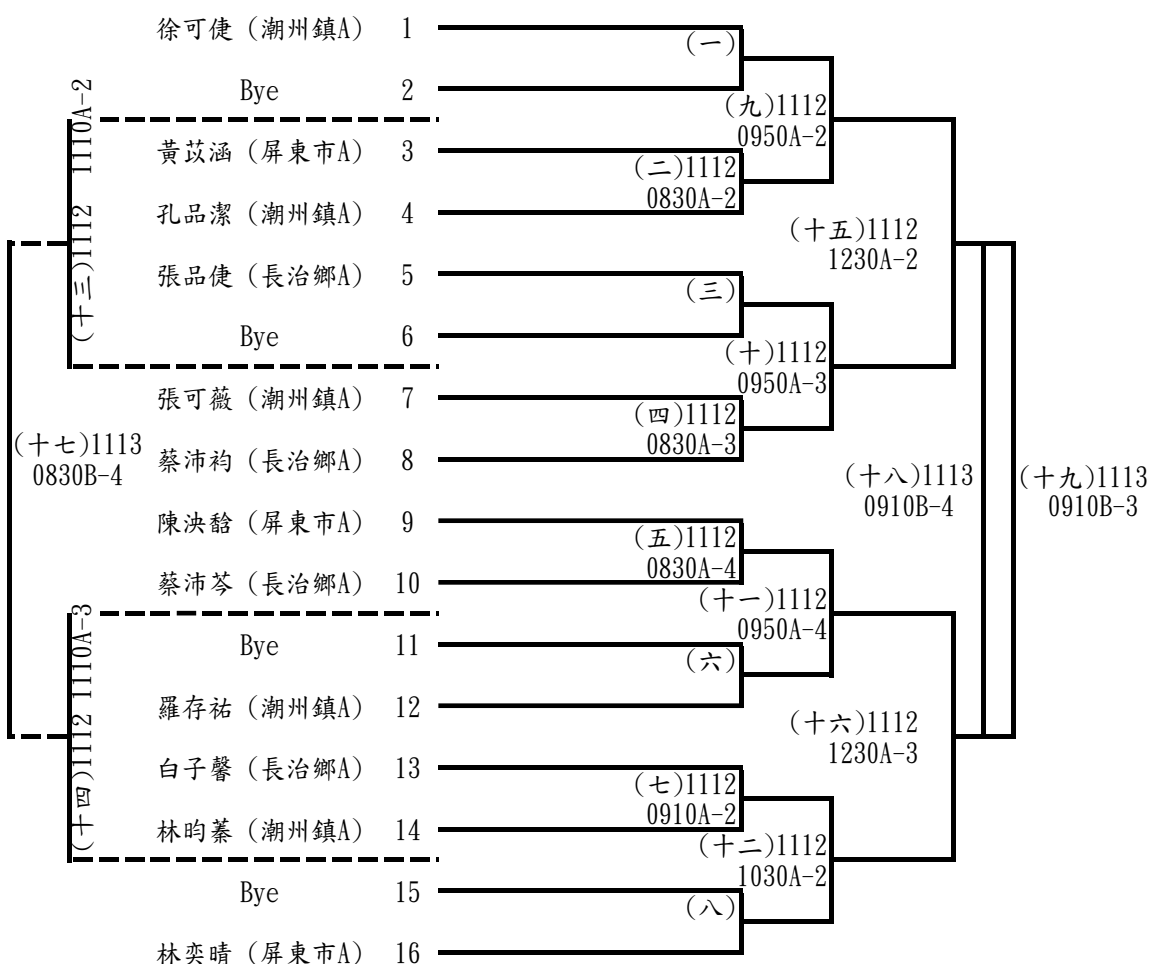 徐可倢 (潮州鎮A) 1
(一)
Bye 2
1110A-2
(九)1112
0950A-2
黃苡涵 (屏東市A) 3
(二)1112
0830A-2
孔品潔 (潮州鎮A) 4
(十三)1112
(十五)1112
1230A-2
張品倢 (長治鄉A) 5
(三)
Bye 6
(十)1112
0950A-3
張可薇 (潮州鎮A) 7
(四)1112
0830A-3
(十七)1113
0830B-4
蔡沛袀 (長治鄉A) 8
(十八)1113
0910B-4
(十九)1113
0910B-3
陳泱馠 (屏東市A) 9
(五)1112
0830A-4
蔡沛芩 (長治鄉A) 10
(十一)1112
0950A-4
1110A-3
Bye 11
(六)
羅存祐 (潮州鎮A) 12
(十四)1112
(十六)1112
1230A-3
白子馨 (長治鄉A) 13
(七)1112
0910A-2
林昀蓁 (潮州鎮A) 14
(十二)1112
1030A-2
Bye 15
(八)
林奕晴 (屏東市A) 16